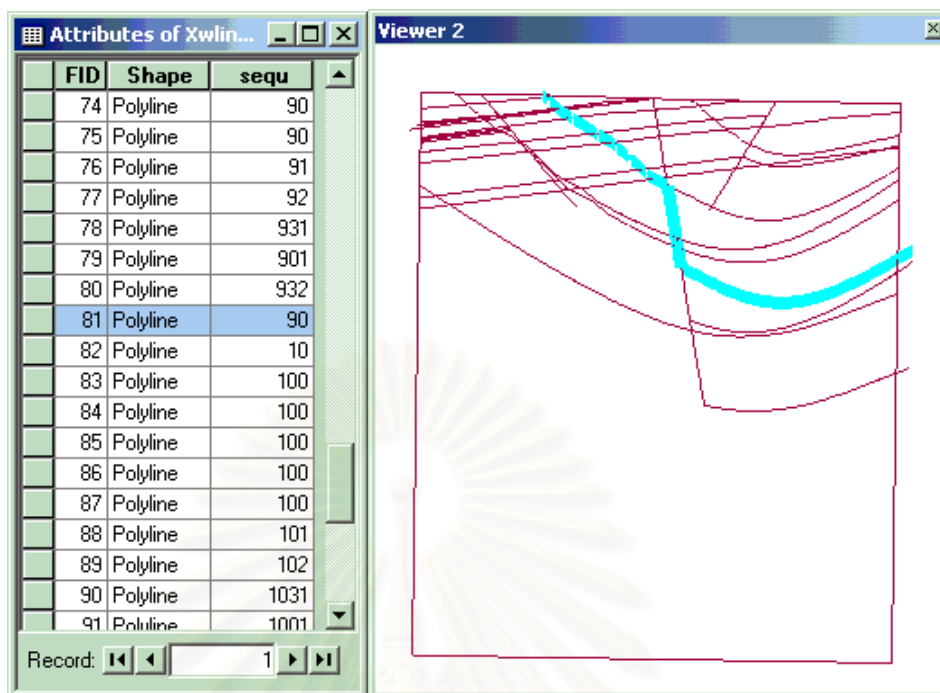 Attributes of Xwlin...
FID Shape sequ
74 Polyline 90
75 Polyline 90
76 Polyline 91
77 Polyline 92
78 Polyline 931
79 Polyline 901
80 Polyline 932
81 Polyline 90
82 Polyline 10
83 Polyline 100
84 Polyline 100
85 Polyline 100
86 Polyline 100
87 Polyline 100
88 Polyline 101
89 Polyline 102
90 Polyline 1031
91 Polyline 1001
Record: 1
Viewer 2